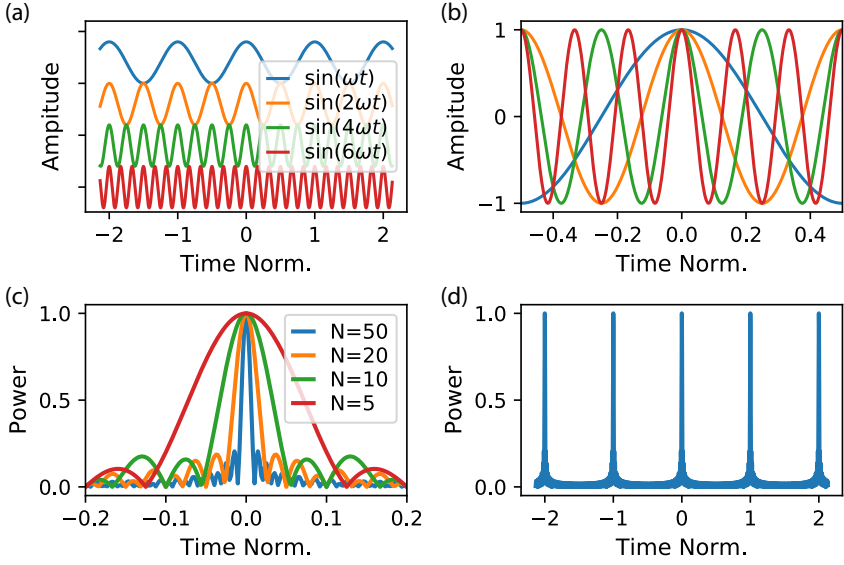 (a)
Amplitude
sin(ωt)
sin(2ωt)
sin(4ωt)
sin(6ωt)
−2 −1 0 1 2
Time Norm.
(b)
Amplitude
1
0
−1
−0.4 −0.2 0.0 0.2 0.4
Time Norm.
(c)
Power
1.0
0.5
0.0
N=50
N=20
N=10
N=5
−0.2 −0.1 0.0 0.1 0.2
Time Norm.
(d)
Power
1.0
0.5
0.0
−2 −1 0 1 2
Time Norm.